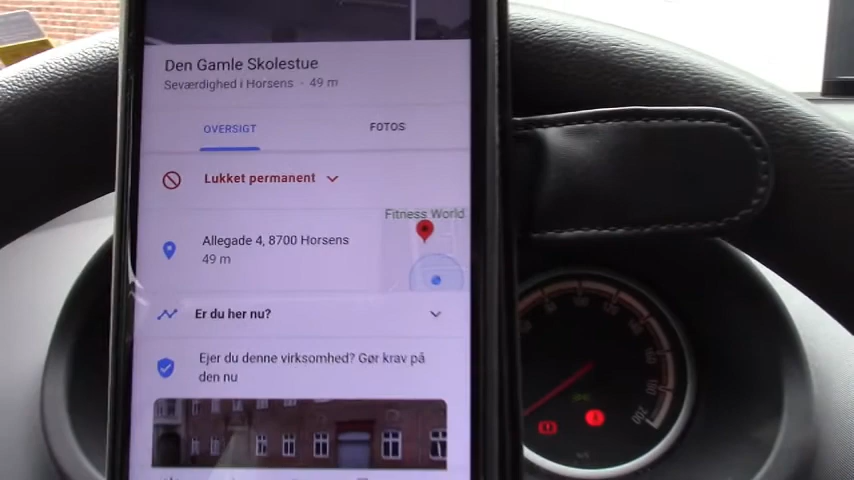 Den Gamle Skolestue
Seværdighed i Horsens · 49 m
OVERSIGT
FOTOS
Lukket permanent
Fitness World
Allegade 4, 8700 Horsens
49 m
Er du her nu?
Ejer du denne virksomhed? Gør krav på
den nu
200